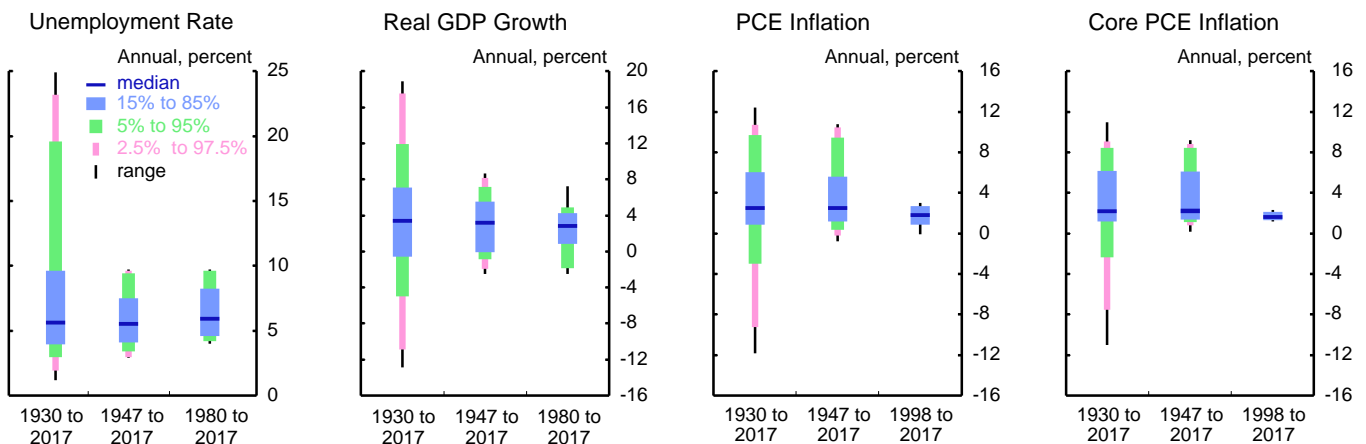 Unemployment Rate
Annual, percent
median
15% to 85%
5% to 95%
2.5% to 97.5%
range
25
20
15
10
5
0
1930 to
2017
1947 to
2017
1980 to
2017
Real GDP Growth
Annual, percent
20
16
12
8
4
0
-4
-8
-12
-16
1930 to
2017
1947 to
2017
1980 to
2017
PCE Inflation
Annual, percent
16
12
8
4
0
-4
-8
-12
-16
1930 to
2017
1947 to
2017
1998 to
2017
Core PCE Inflation
Annual, percent
16
12
8
4
0
-4
-8
-12
-16
1930 to
2017
1947 to
2017
1998 to
2017